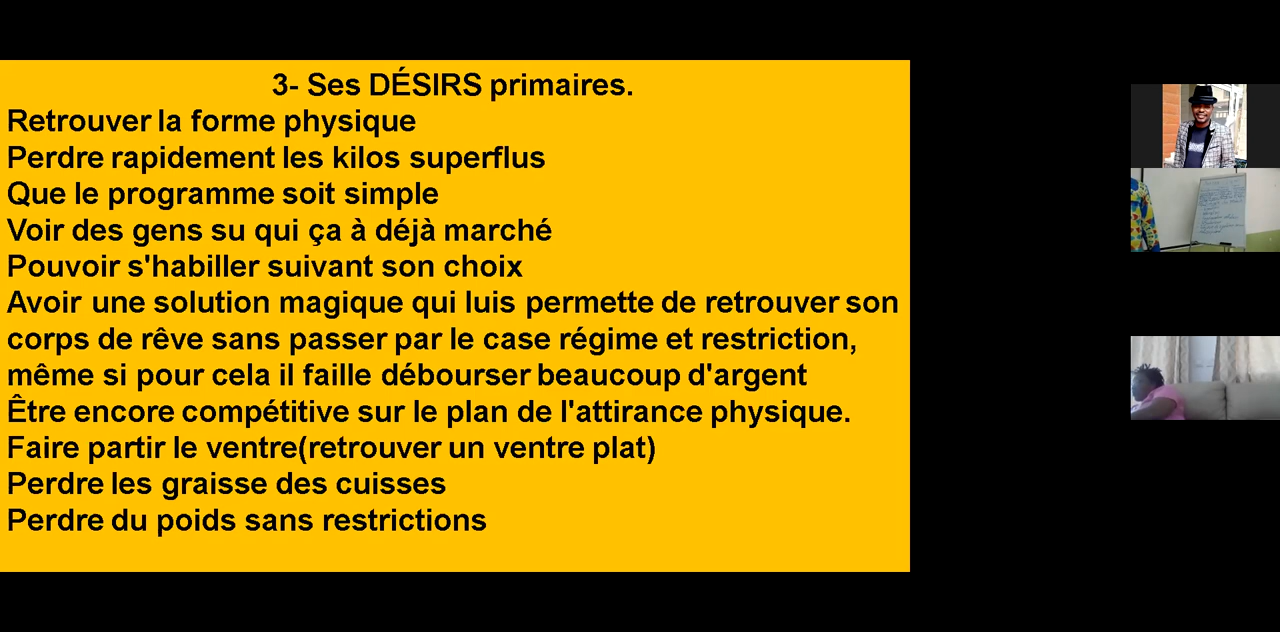 3- Ses DÉSIRS primaires.
Retrouver la forme physique
Perdre rapidement les kilos superflus
Que le programme soit simple
Voir des gens su qui ça à déjà marché
Pouvoir s'habiller suivant son choix
Avoir une solution magique qui luis permette de retrouver son
corps de rêve sans passer par le case régime et restriction,
même si pour cela il faille débourser beaucoup d'argent
Être encore compétitive sur le plan de l'attirance physique.
Faire partir le ventre(retrouver un ventre plat)
Perdre les graisse des cuisses
Perdre du poids sans restrictions